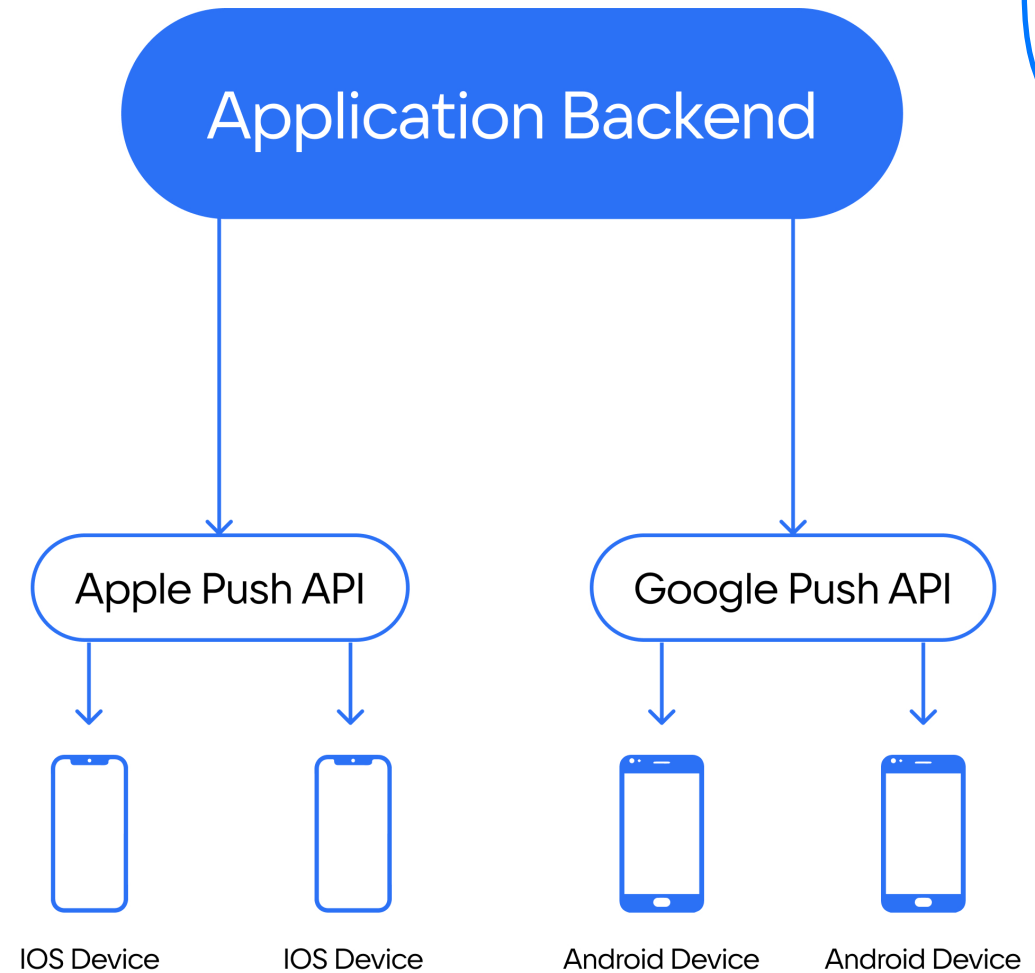 Application Backend
Apple Push API
Google Push API
IOS Device
IOS Device
Android Device
Android Device